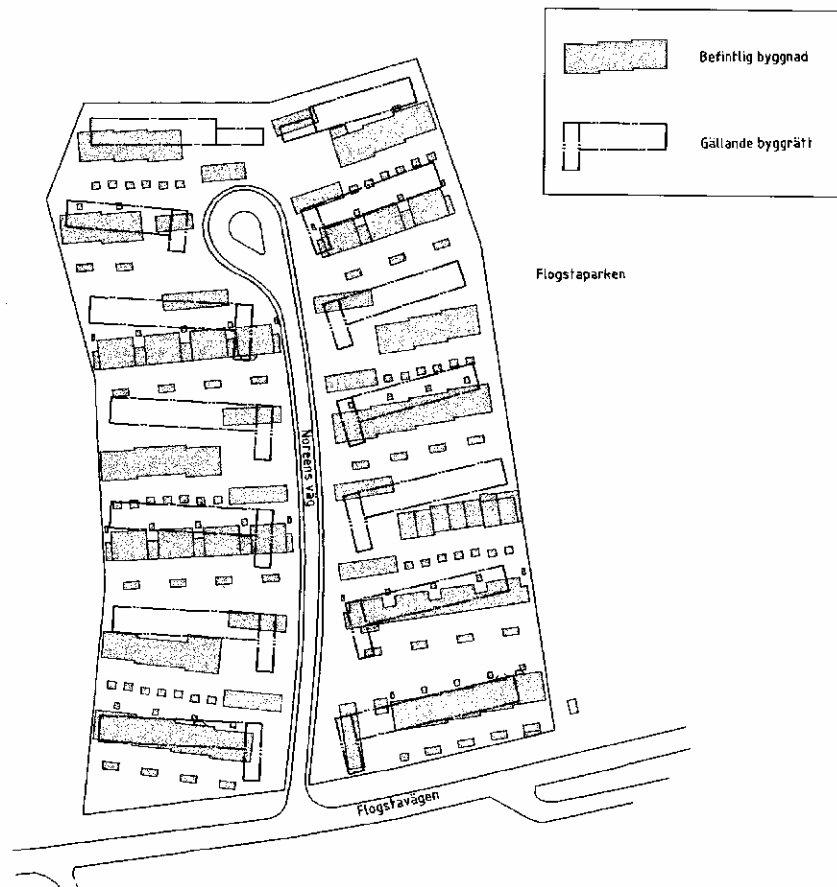 Befintlig byggnad
Gällande byggrätt
Flogstaparken
Noreens väg
Flogstavägen